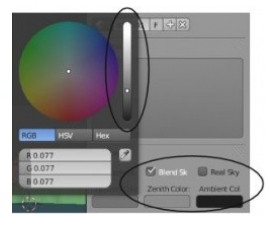 F
RGB HSV Hex
R 0.077
G 0.077
B 0.077
Blend Sk Real Sky
Zenith Color: Ambient Col